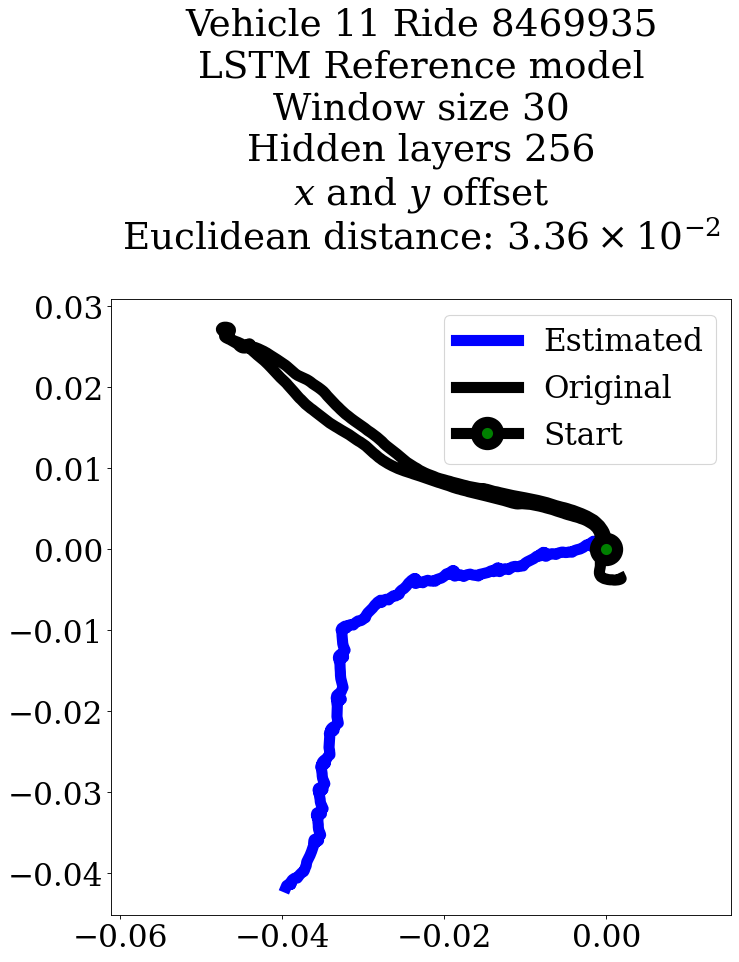 Vehicle 11 Ride 8469935
LSTM Reference model
Window size 30
Hidden layers 256
x and y offset
Euclidean distance: 3.36 × 10⁻²
0.03
0.02
0.01
0.00
−0.01
−0.02
−0.03
−0.04
Estimated
Original
Start
−0.06 −0.04 −0.02 0.00